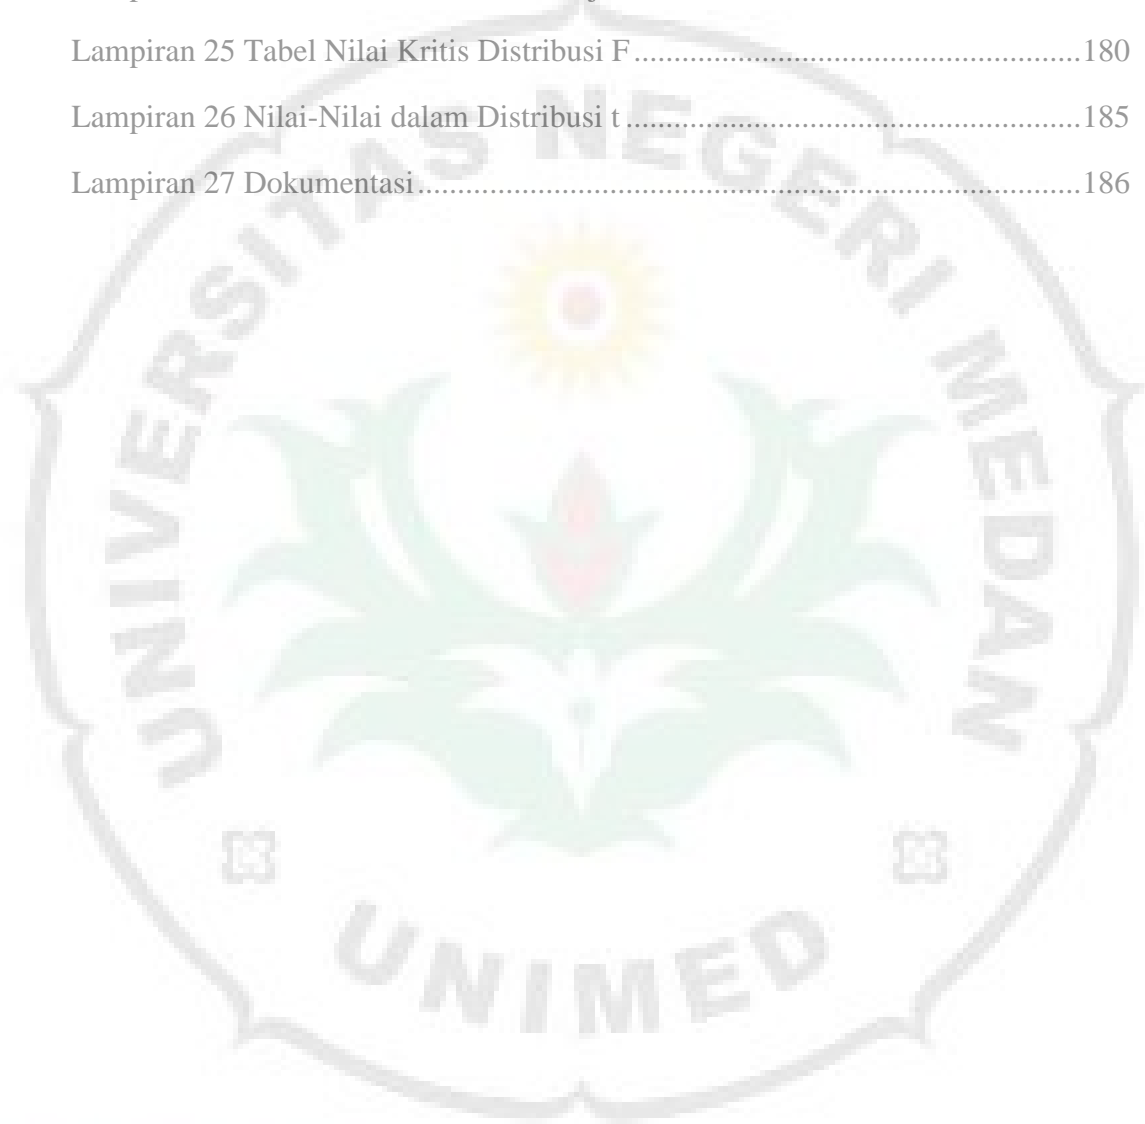 Lampiran 25 Tabel Nilai Kritis Distribusi F........................................................180
Lampiran 26 Nilai-Nilai dalam Distribusi t.........................................................185
Lampiran 27 Dokumentasi...................................................................................186
UNIVERSITAS NEGERI MEDAN
UNIMED